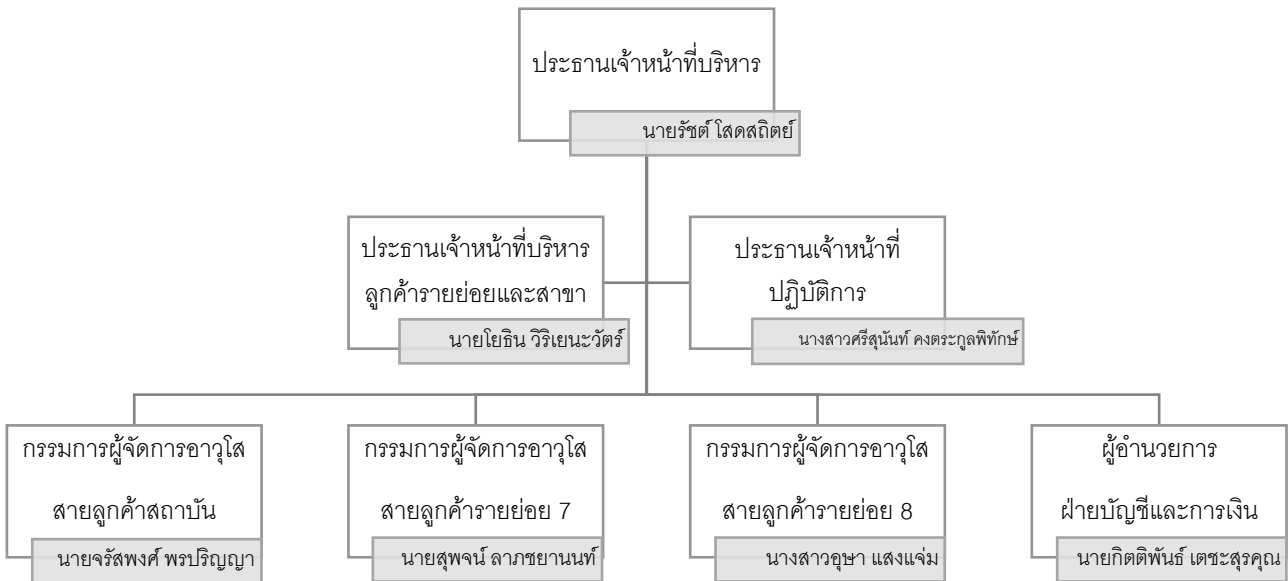 ประธานเจ้าหน้าที่บริหาร
นายรัชต์ โสดสถิตย์
ประธานเจ้าหน้าที่บริหาร
ลูกค้ารายย่อยและสาขา
นายโยธิน วิริเยนะวัตร์
ประธานเจ้าหน้าที่
ปฏิบัติการ
นางสาวศรีสุนันท์ คงตระกูลพิทักษ์
กรรมการผู้จัดการอาวุโส
สายลูกค้าสถาบัน
นายจรัสพงศ์ พรปริญญา
กรรมการผู้จัดการอาวุโส
สายลูกค้ารายย่อย 7
นายสุพจน์ ลาภชยานนท์
กรรมการผู้จัดการอาวุโส
สายลูกค้ารายย่อย 8
นางสาวอุษา แสงแจ่ม
ผู้อำนวยการ
ฝ่ายบัญชีและการเงิน
นายกิตติพันธ์ เตชะสุรคุณ